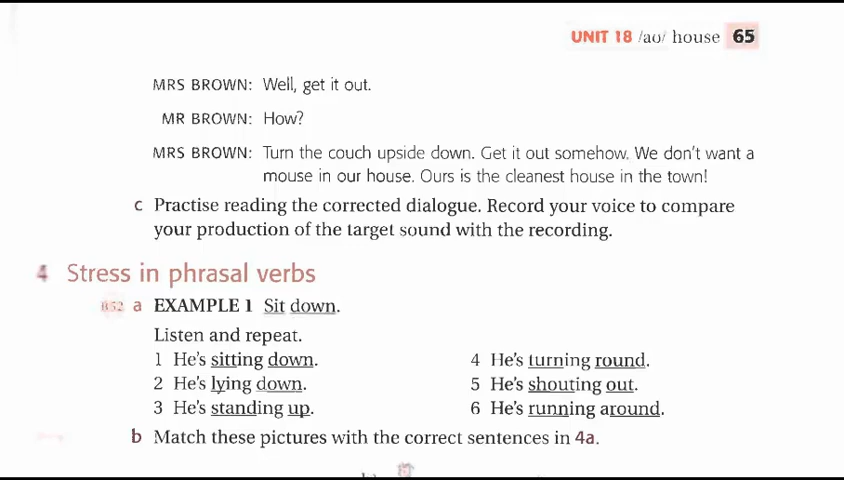 UNIT 18 /aʊ/ house 65
MRS BROWN: Well, get it out.
MR BROWN: How?
MRS BROWN: Turn the couch upside down. Get it out somehow. We don't want a
mouse in our house. Ours is the cleanest house in the town!
c Practise reading the corrected dialogue. Record your voice to compare
your production of the target sound with the recording.
4 Stress in phrasal verbs
B52 a EXAMPLE 1 Sit down.
Listen and repeat.
1 He's sitting down.
2 He's lying down.
3 He's standing up.
4 He's turning round.
5 He's shouting out.
6 He's running around.
b Match these pictures with the correct sentences in 4a.